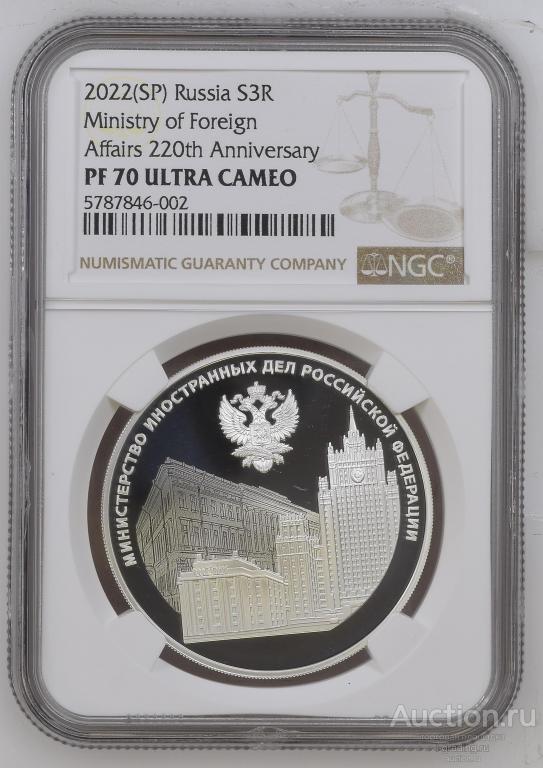 2022(SP) Russia S3R
Ministry of Foreign
Affairs 220th Anniversary
PF 70 ULTRA CAMEO
5787846-002
NUMISMATIC GUARANTY COMPANY
NGC®
МИНИСТЕРСТВО ИНОСТРАННЫХ ДЕЛ РОССИЙСКОЙ ФЕДЕРАЦИИ
Auction.ru